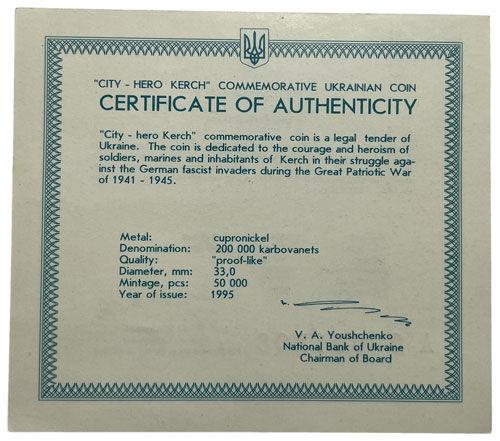 "CITY - HERO KERCH" COMMEMORATIVE UKRAINIAN COIN
CERTIFICATE OF AUTHENTICITY
"City - hero Kerch" commemorative coin is a legal tender of
Ukraine. The coin is dedicated to the courage and heroism of
soldiers, marines and inhabitants of Kerch in their struggle aga-
inst the German fascist invaders during the Great Patriotic War
of 1941 - 1945.
Metal: cupronickel
Denomination: 200 000 karbovanets
Quality: "proof-like"
Diameter, mm: 33,0
Mintage, pcs: 50 000
Year of issue: 1995
V. A. Youshchenko
National Bank of Ukraine
Chairman of Board